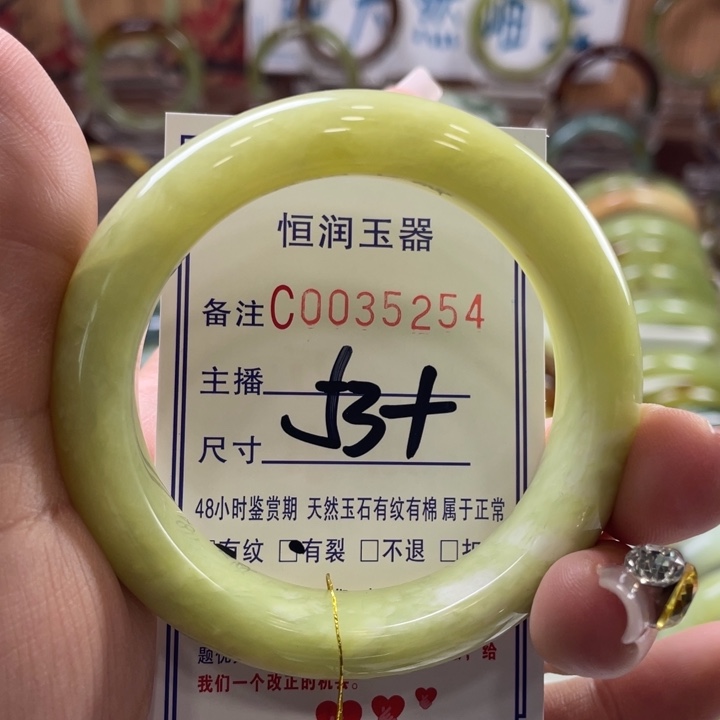 恒润玉器
备注C0035254
主播
尺寸 53+
48小时鉴赏期 天然玉石有纹有棉属于正常
有纹 □有裂 □不退 □
给
我们一个改正的机会。